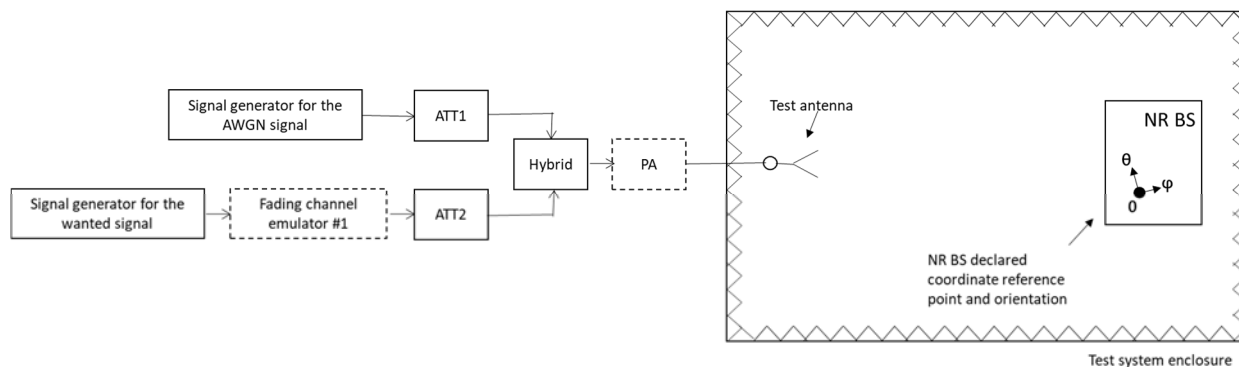 Signal generator for the
AWGN signal
ATT1
Hybrid
PA
Signal generator for the
wanted signal
Fading channel
emulator #1
ATT2
Test antenna
NR BS
θ
φ
0
NR BS declared
coordinate reference
point and orientation
Test system enclosure